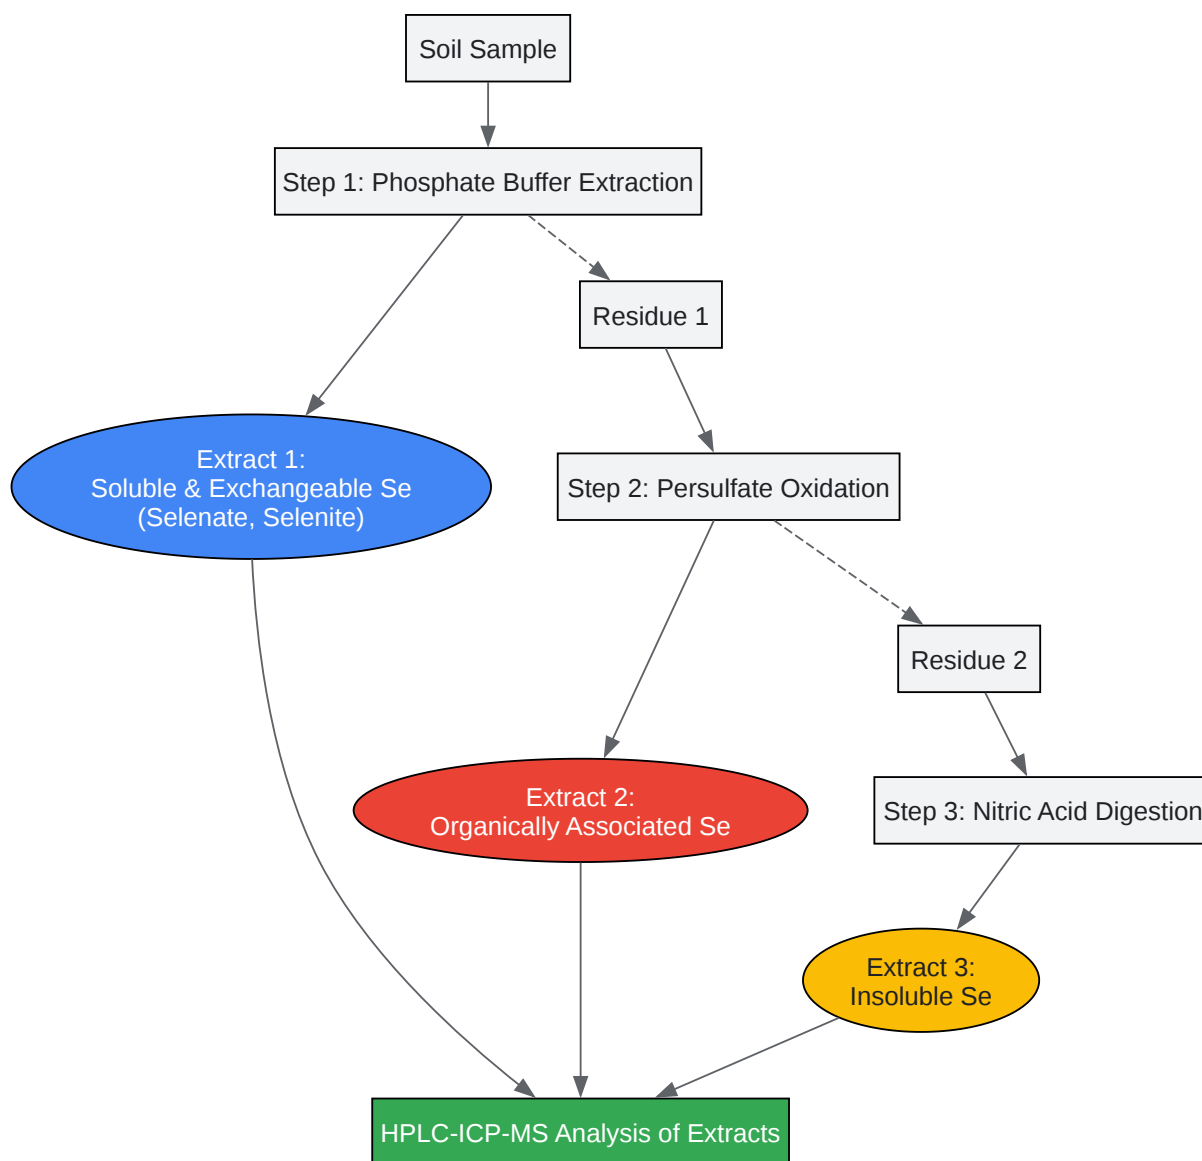 Soil Sample
Step 1: Phosphate Buffer Extraction
Residue 1
Extract 1:
Soluble & Exchangeable Se
(Selenate, Selenite)
Step 2: Persulfate Oxidation
Residue 2
Extract 2:
Organically Associated Se
Step 3: Nitric Acid Digestion
Extract 3:
Insoluble Se
HPLC-ICP-MS Analysis of Extracts